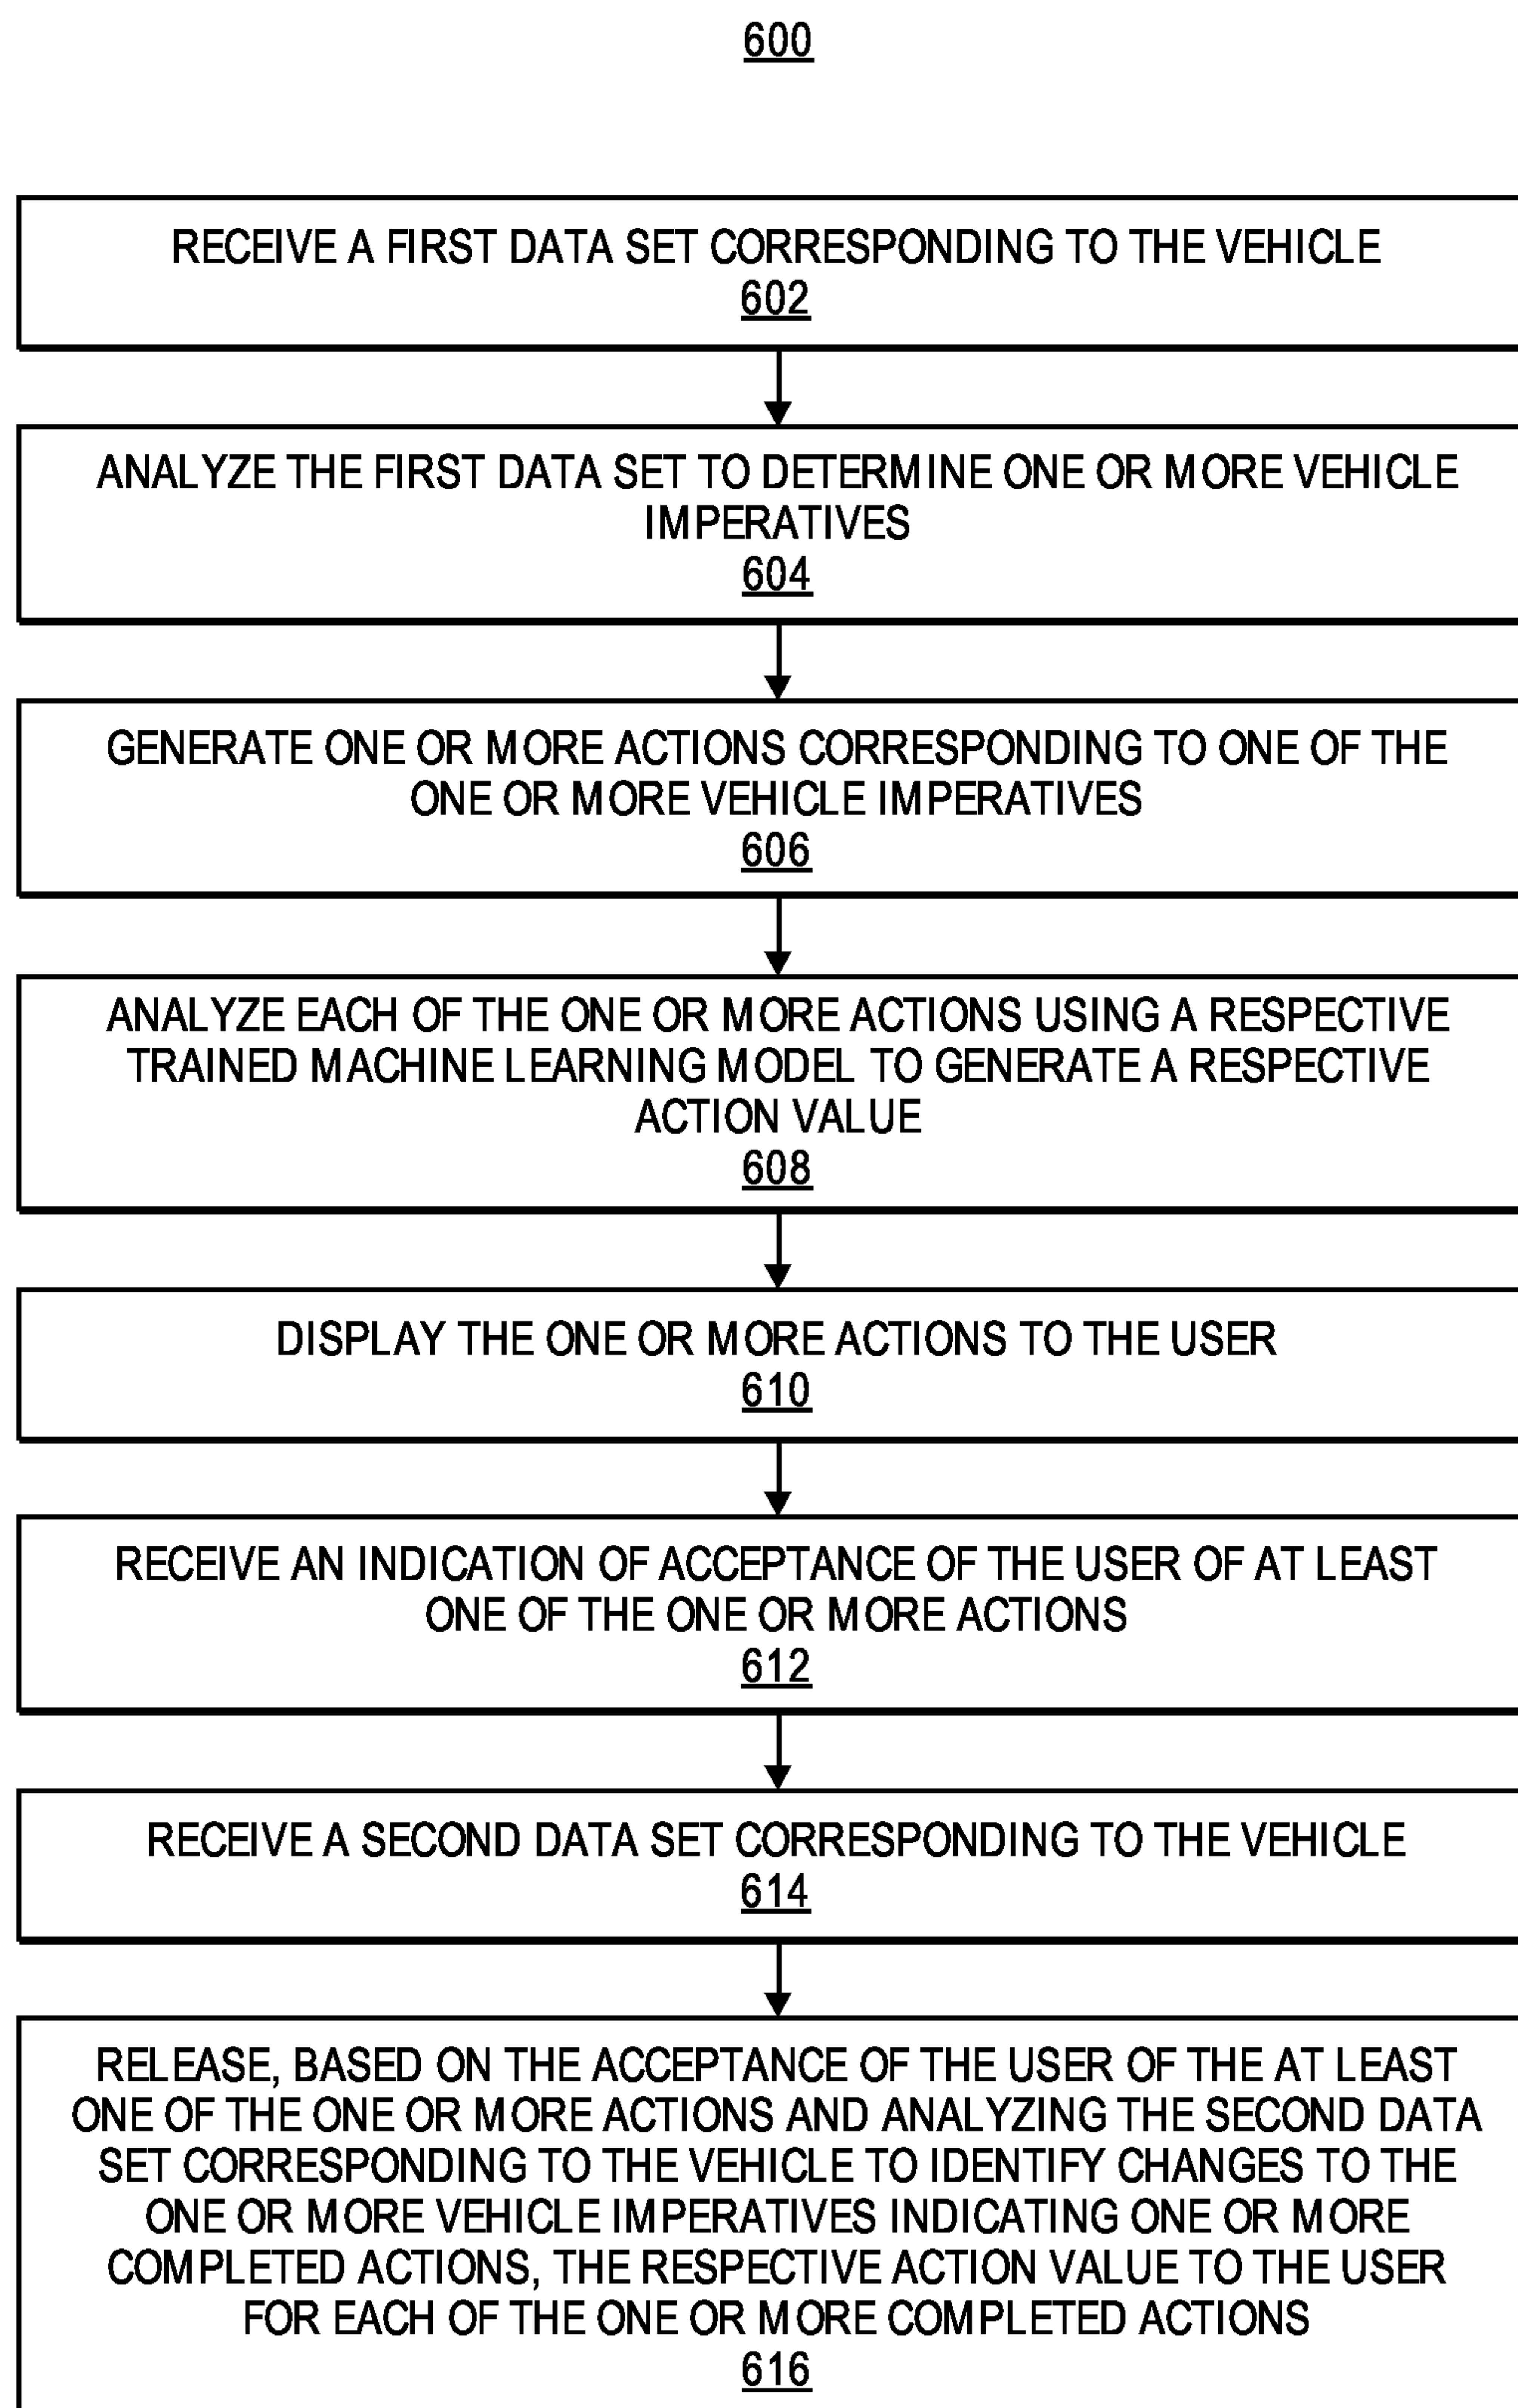 600
RECEIVE A FIRST DATA SET CORRESPONDING TO THE VEHICLE
602
ANALYZE THE FIRST DATA SET TO DETERMINE ONE OR MORE VEHICLE
IMPERATIVES
604
GENERATE ONE OR MORE ACTIONS CORRESPONDING TO ONE OF THE
ONE OR MORE VEHICLE IMPERATIVES
606
ANALYZE EACH OF THE ONE OR MORE ACTIONS USING A RESPECTIVE
TRAINED MACHINE LEARNING MODEL TO GENERATE A RESPECTIVE
ACTION VALUE
608
DISPLAY THE ONE OR MORE ACTIONS TO THE USER
610
RECEIVE AN INDICATION OF ACCEPTANCE OF THE USER OF AT LEAST
ONE OF THE ONE OR MORE ACTIONS
612
RECEIVE A SECOND DATA SET CORRESPONDING TO THE VEHICLE
614
RELEASE, BASED ON THE ACCEPTANCE OF THE USER OF THE AT LEAST
ONE OF THE ONE OR MORE ACTIONS AND ANALYZING THE SECOND DATA
SET CORRESPONDING TO THE VEHICLE TO IDENTIFY CHANGES TO THE
ONE OR MORE VEHICLE IMPERATIVES INDICATING ONE OR MORE
COMPLETED ACTIONS, THE RESPECTIVE ACTION VALUE TO THE USER
FOR EACH OF THE ONE OR MORE COMPLETED ACTIONS
616